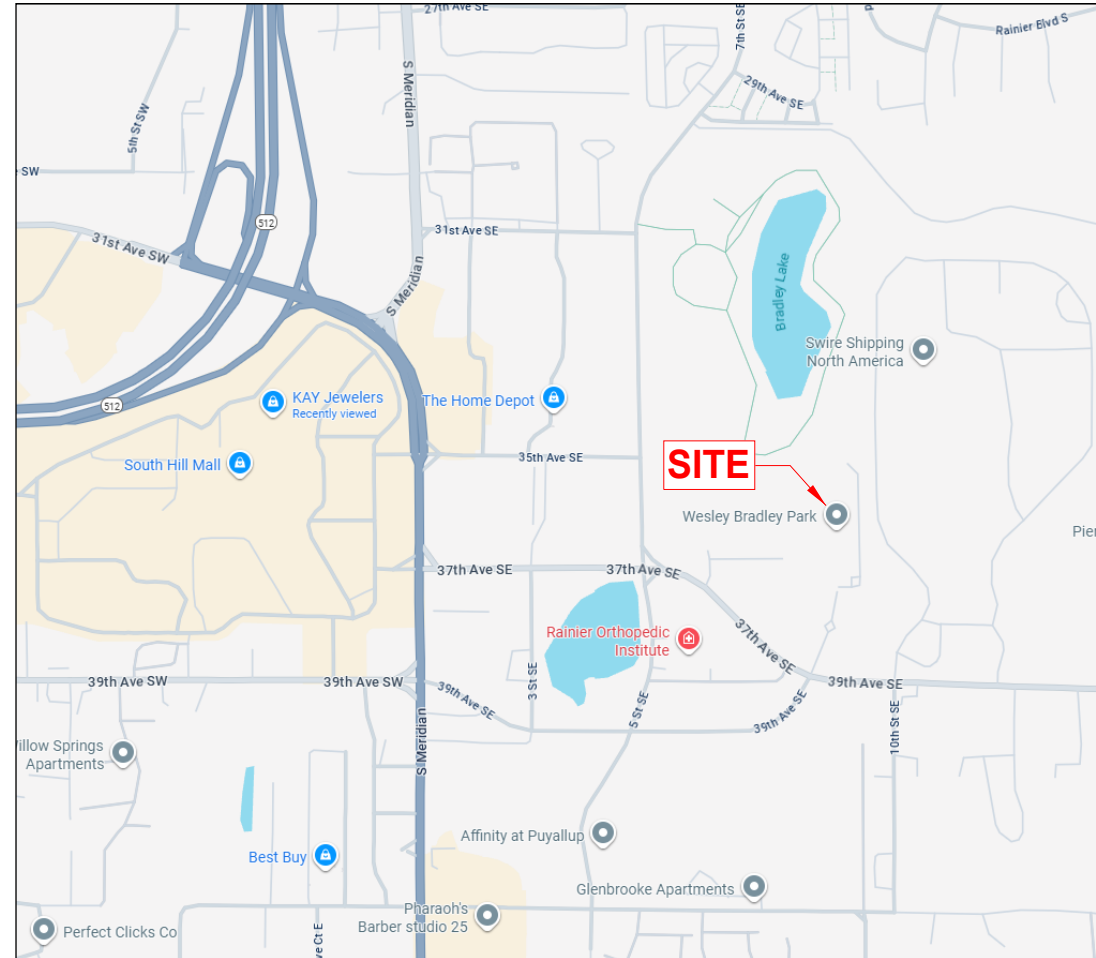 27th Ave SE
7th St SE
Rainier Blvd S
S Meridian
29th Ave SE
5th St SW
SW
512
31st Ave SE
31st Ave SW
S Meridian
Bradley Lake
Swire Shipping
North America
KAY Jewelers
Recently viewed
The Home Depot
512
35th Ave SE
South Hill Mall
SITE
Wesley Bradley Park
Pier
37th Ave SE
37th Ave SE
Rainier Orthopedic
Institute
37th Ave SE
39th Ave SW
39th Ave SW
39th Ave SE
3 St SE
39th Ave SE
5 St SE
39th Ave SE
10th St SE
S Meridian
Willow Springs
Apartments
Affinity at Puyallup
Best Buy
Glenbrooke Apartments
Pharaoh's
Barber studio 25
Perfect Clicks Co
ve Ct E